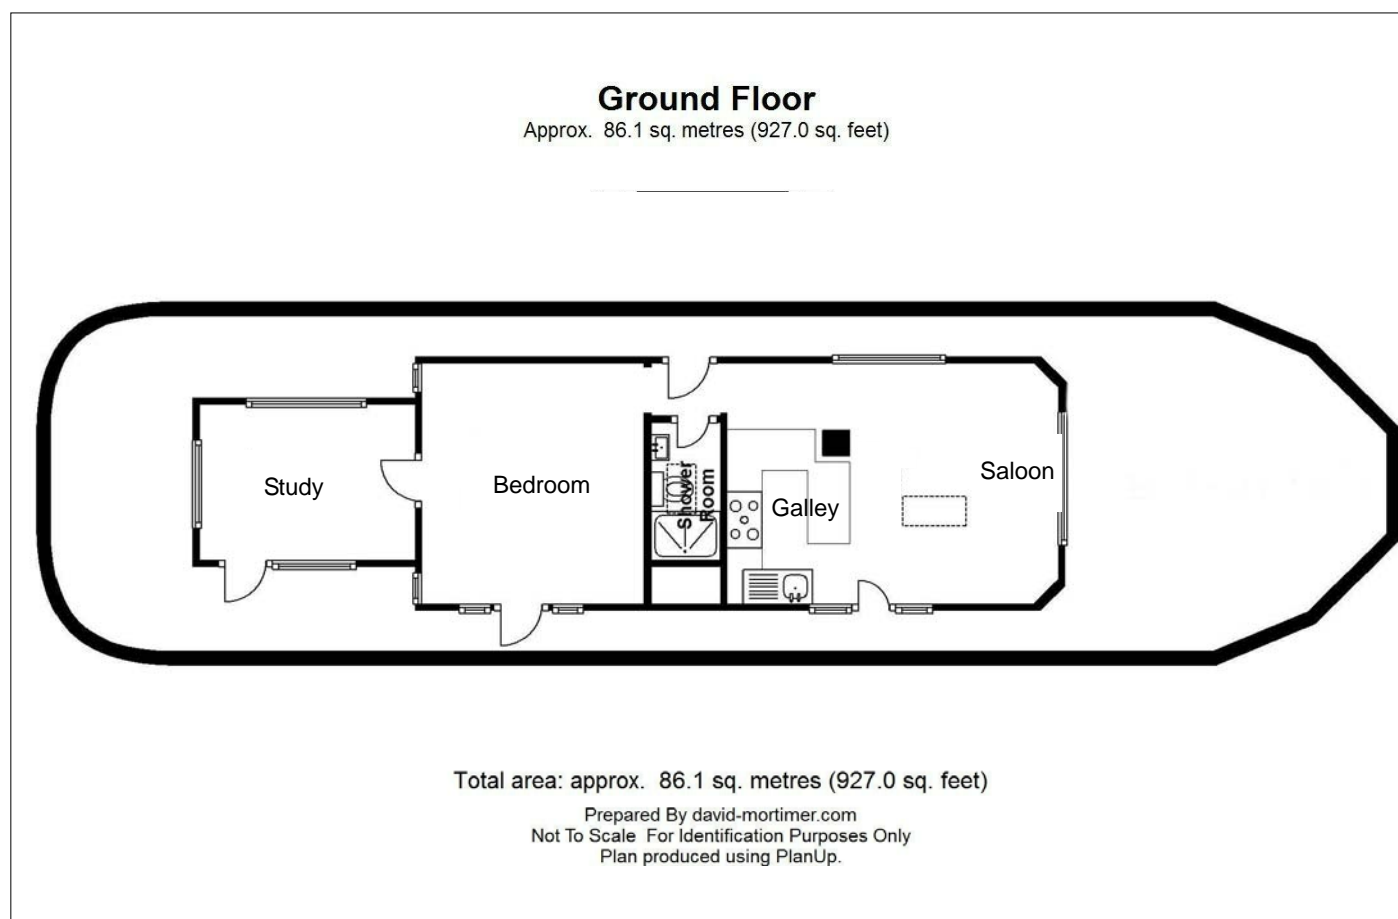 Ground Floor
Approx. 86.1 sq. metres (927.0 sq. feet)
Study
Bedroom
Shower
Room
Galley
Saloon
Total area: approx. 86.1 sq. metres (927.0 sq. feet)
Prepared By david-mortimer.com
Not To Scale For Identification Purposes Only
Plan produced using PlanUp.